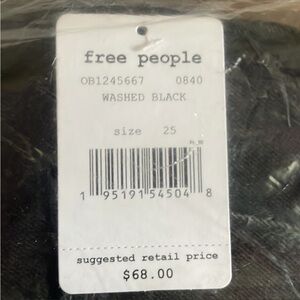 free people
OB1245667 0840
WASHED BLACK
size 25
1 95191 54504 8
suggested retail price
$68.00